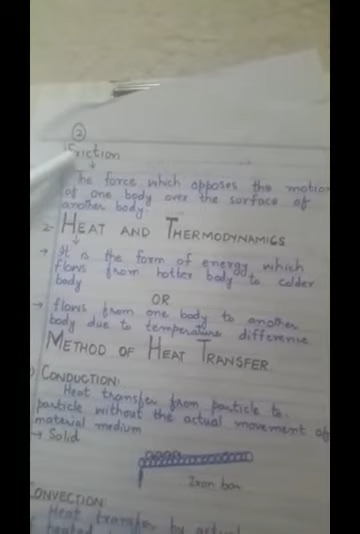 2
Friction
The force which opposes the motion
of one body over the surface of
another body.
2- HEAT AND THERMODYNAMICS
→ It is the form of energy which
flows from hotter body to colder
body
OR
→ flows from one body to another
body due to temperature difference
METHOD OF HEAT TRANSFER
CONDUCTION:
Heat transfer from particle to
particle without the actual movement of
material medium
→ Solid
Iron bar
CONVECTION:
Heat transfer by
heated